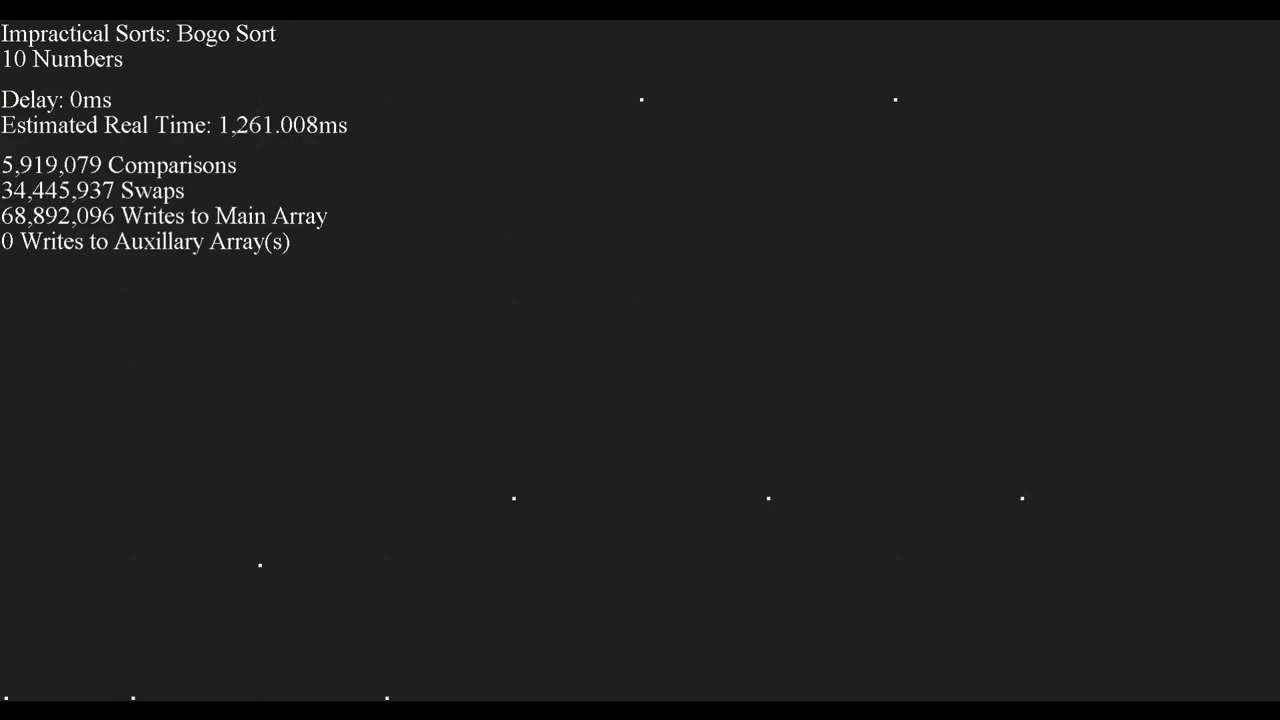 Impractical Sorts: Bogo Sort
10 Numbers
Delay: 0ms
Estimated Real Time: 1,261.008ms
5,919,079 Comparisons
34,445,937 Swaps
68,892,096 Writes to Main Array
0 Writes to Auxillary Array(s)